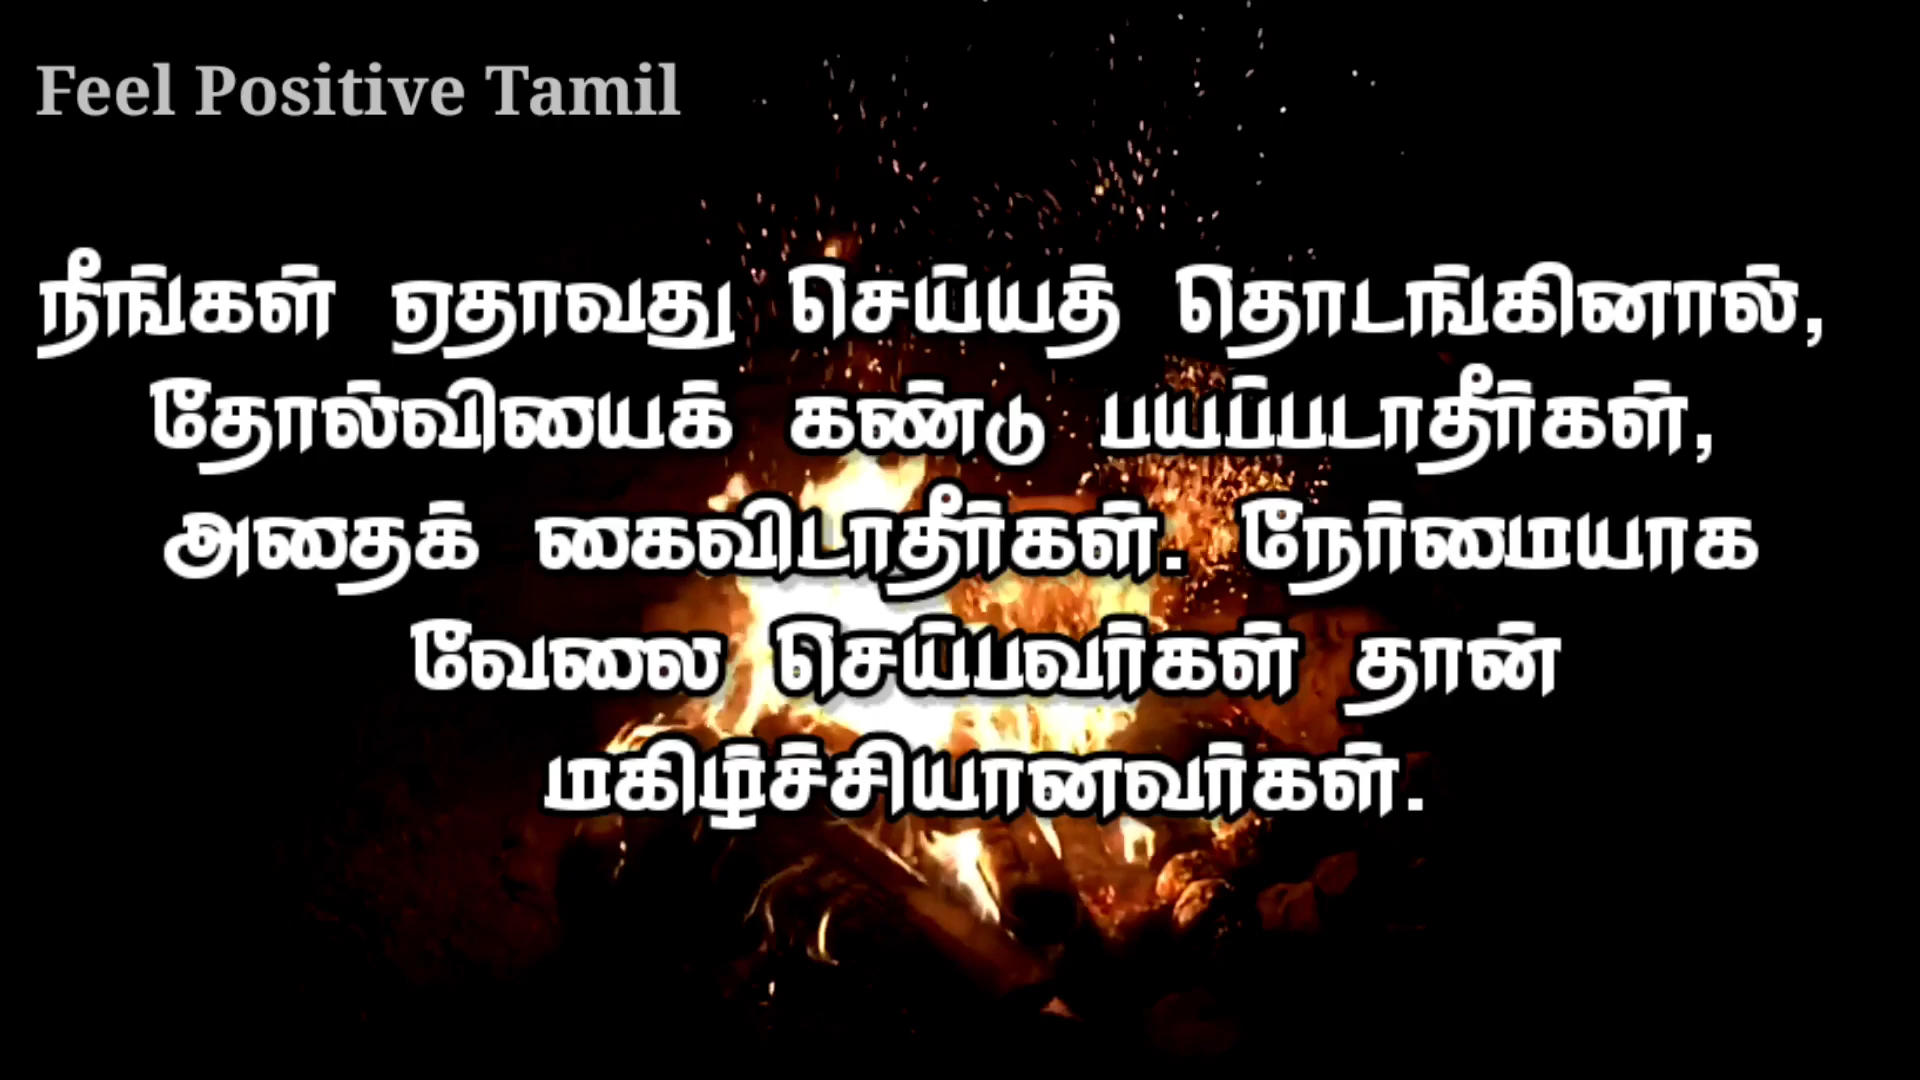 Feel Positive Tamil
நீங்கள் ஏதாவது செய்யத் தொடங்கினால்,
தோல்வியைக் கண்டு பயப்படாதீர்கள்,
அதைக் கைவிடாதீர்கள். நேர்மையாக
வேலை செய்பவர்கள் தான்
மகிழ்ச்சியானவர்கள்.